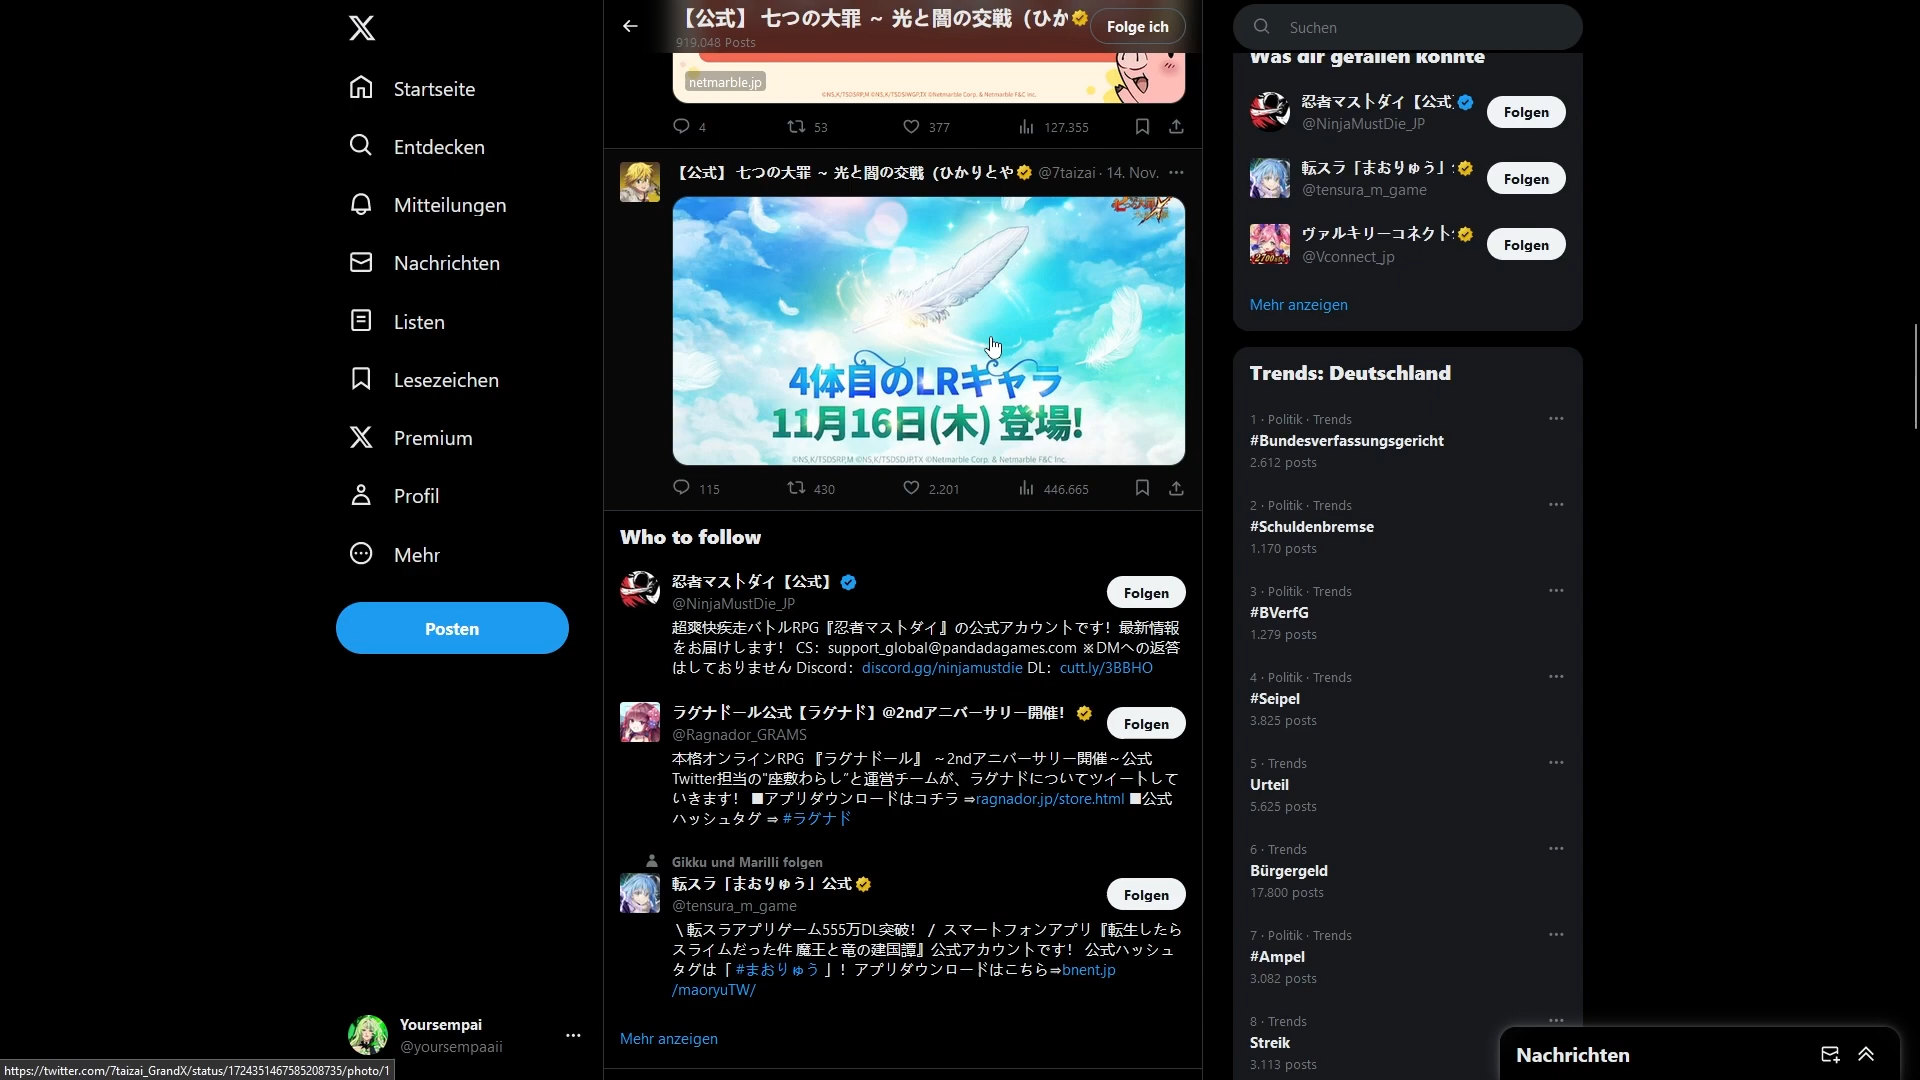 Startseite
Entdecken
Mitteilungen
Nachrichten
Listen
Lesezeichen
Premium
Profil
Mehr
Posten
Yoursempai
@yoursempaaii
https://twitter.com/7taizai_GrandX/status/1724351467585208735/photo/1
【公式】 七つの大罪 ~ 光と闇の交戦（ひか
919.048 Posts
Folge ich
netmarble.jp
4 53 377 127.355
【公式】 七つの大罪 ~ 光と闇の交戦（ひかりとや @7taizai · 14. Nov.
4体目のLRキャラ
11月16日(木) 登場!
115 430 2.201 446.665
Who to follow
忍者マストダイ【公式】
@NinjaMustDie_JP
Folgen
超爽快疾走バトルRPG『忍者マストダイ』の公式アカウントです！最新情報
をお届けします！ CS：support_global@pandadagames.com ※DMへの返答
はしておりません Discord：discord.gg/ninjamustdie DL：cutt.ly/3BBHO
ラグナドール公式【ラグナド】@2ndアニバーサリー開催！
@Ragnador_GRAMS
Folgen
本格オンラインRPG 『ラグナドール』 ～2ndアニバーサリー開催～公式
Twitter担当の"座敷わらし"と運営チームが、ラグナドについてツイートして
いきます！ ■アプリダウンロードはコチラ ⇒ragnador.jp/store.html ■公式
ハッシュタグ ⇒ #ラグナド
Gikku und Marilli folgen
転スラ「まおりゅう」公式
@tensura_m_game
Folgen
\ 転スラアプリゲーム555万DL突破！ / スマートフォンアプリ『転生したら
スライムだった件 魔王と竜の建国譚』公式アカウントです！ 公式ハッシュ
タグは「 #まおりゅう 」！アプリダウンロードはこちら⇒bnent.jp
/maoryuTW/
Mehr anzeigen
Suchen
Was dir gefallen könnte
忍者マストダイ【公式】
@NinjaMustDie_JP
Folgen
転スラ「まおりゅう」
@tensura_m_game
Folgen
ヴァルキリーコネクト
@Vconnect_jp
Folgen
Mehr anzeigen
Trends: Deutschland
1 · Politik · Trends
#Bundesverfassungsgericht
2.612 posts
2 · Politik · Trends
#Schuldenbremse
1.170 posts
3 · Politik · Trends
#BVerfG
1.279 posts
4 · Politik · Trends
#Seipel
3.825 posts
5 · Trends
Urteil
5.625 posts
6 · Trends
Bürgergeld
17.800 posts
7 · Politik · Trends
#Ampel
3.082 posts
8 · Trends
Streik
3.113 posts
Nachrichten